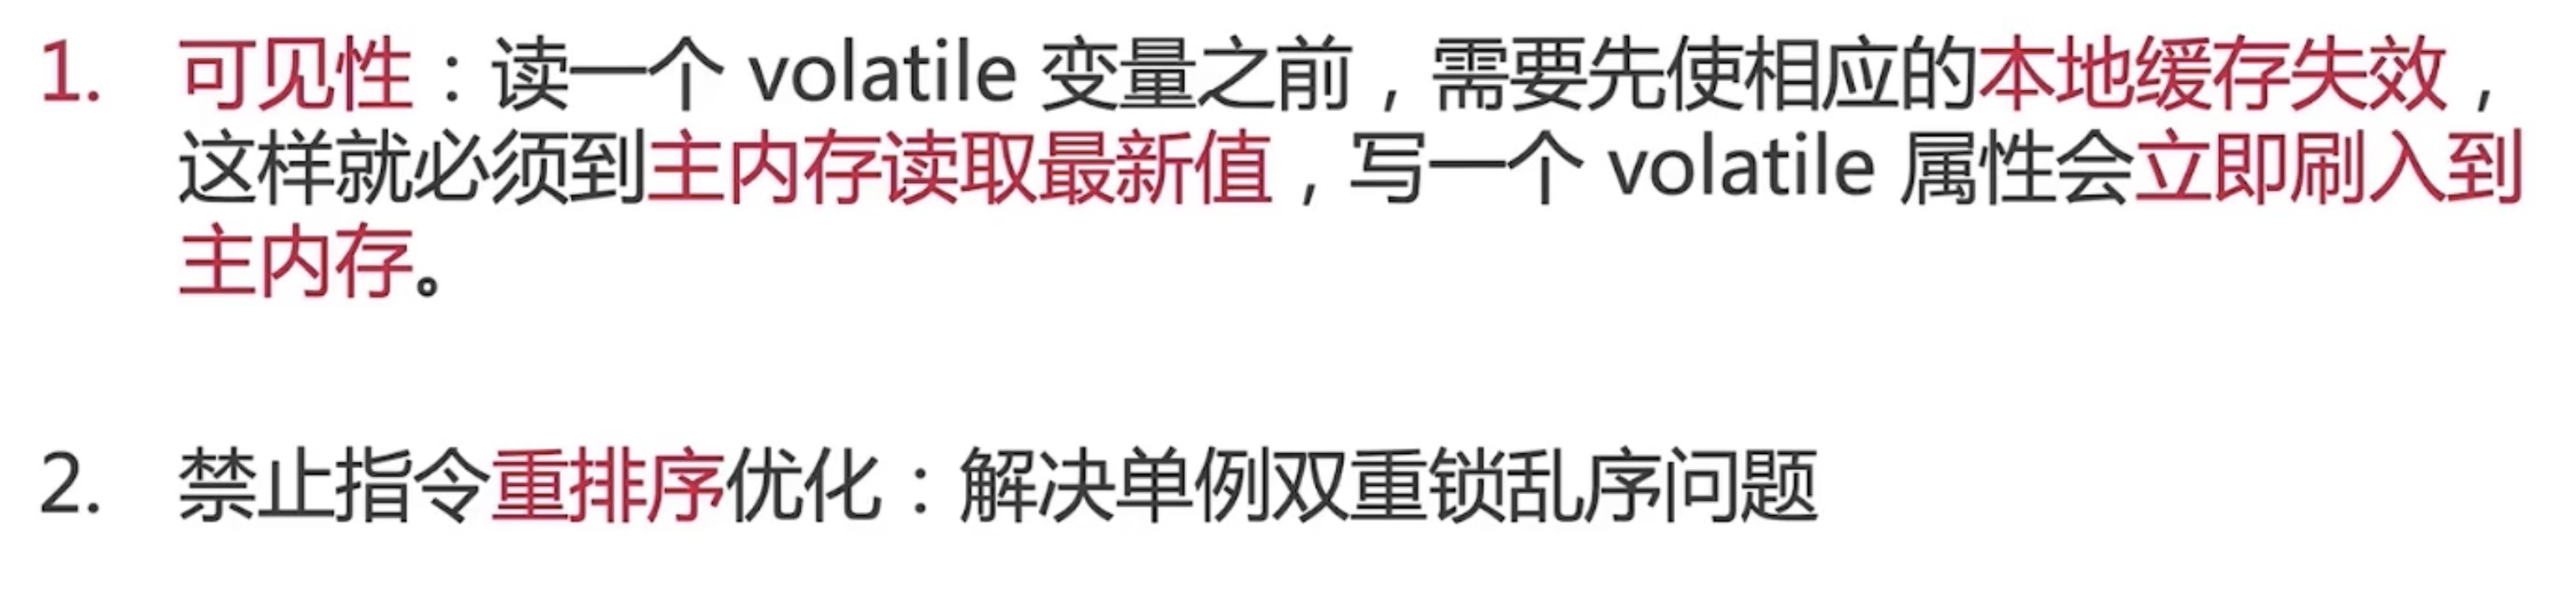 1. 可见性：读一个 volatile 变量之前，需要先使相应的本地缓存失效，
这样就必须到主内存读取最新值，写一个 volatile 属性会立即刷入到
主内存。
2. 禁止指令重排序优化：解决单例双重锁乱序问题